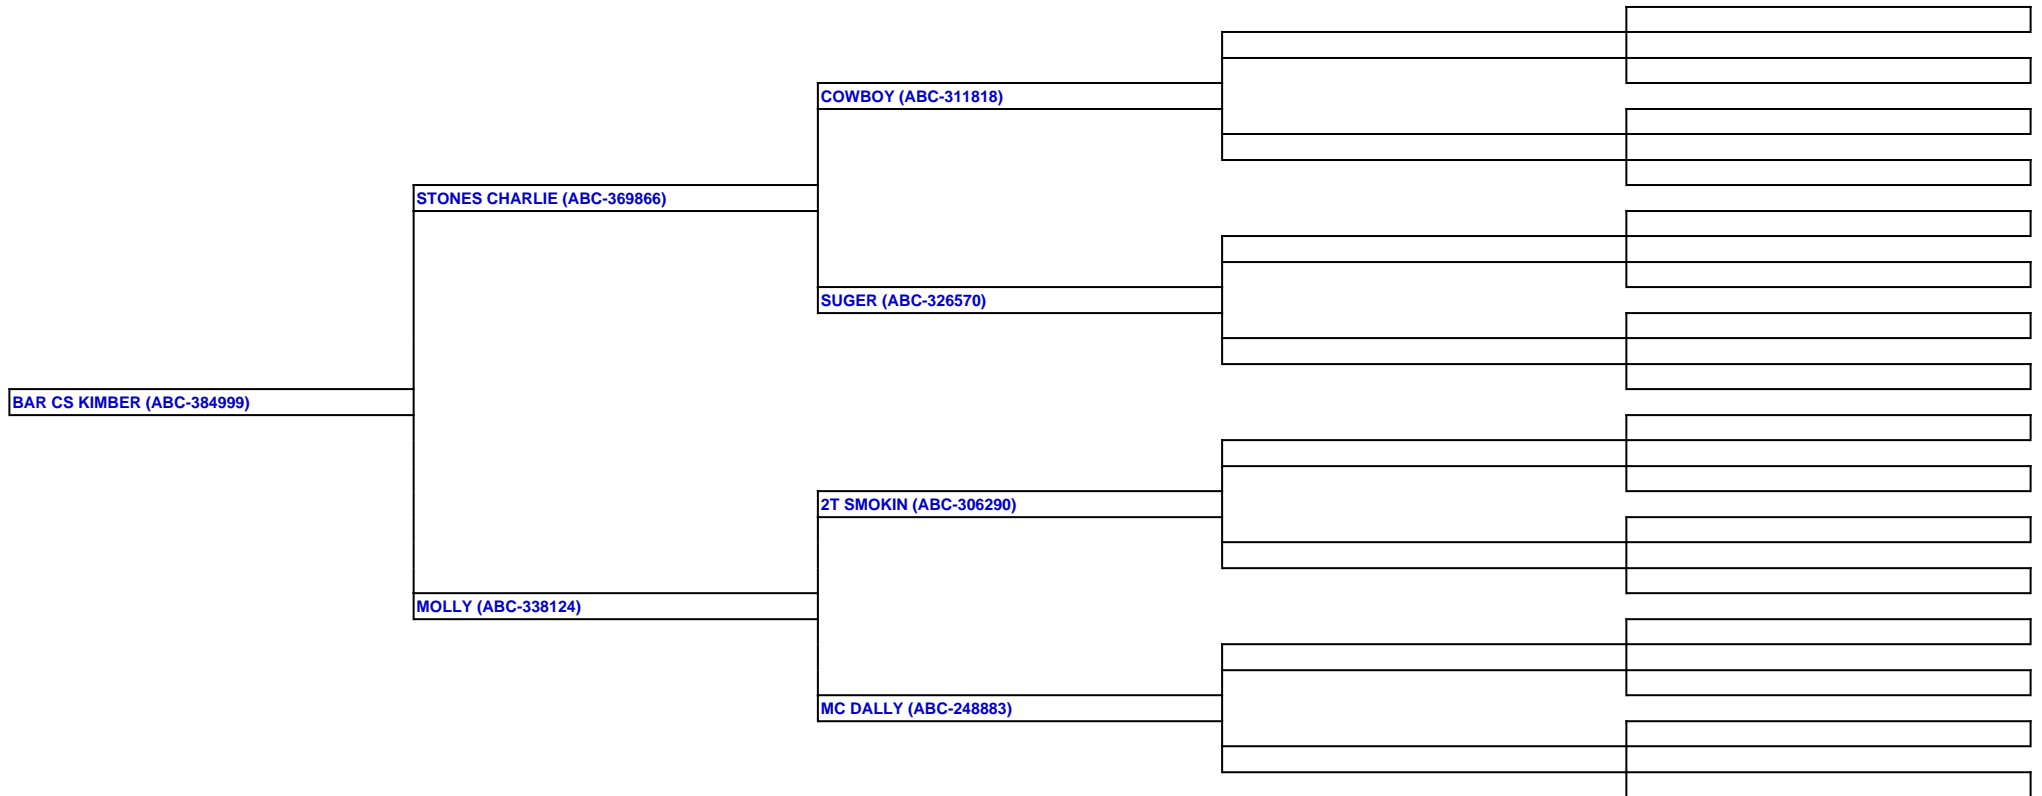 COWBOY (ABC-311818)
STONES CHARLIE (ABC-369866)
SUGER (ABC-326570)
BAR CS KIMBER (ABC-384999)
2T SMOKIN (ABC-306290)
MOLLY (ABC-338124)
MC DALLY (ABC-248883)